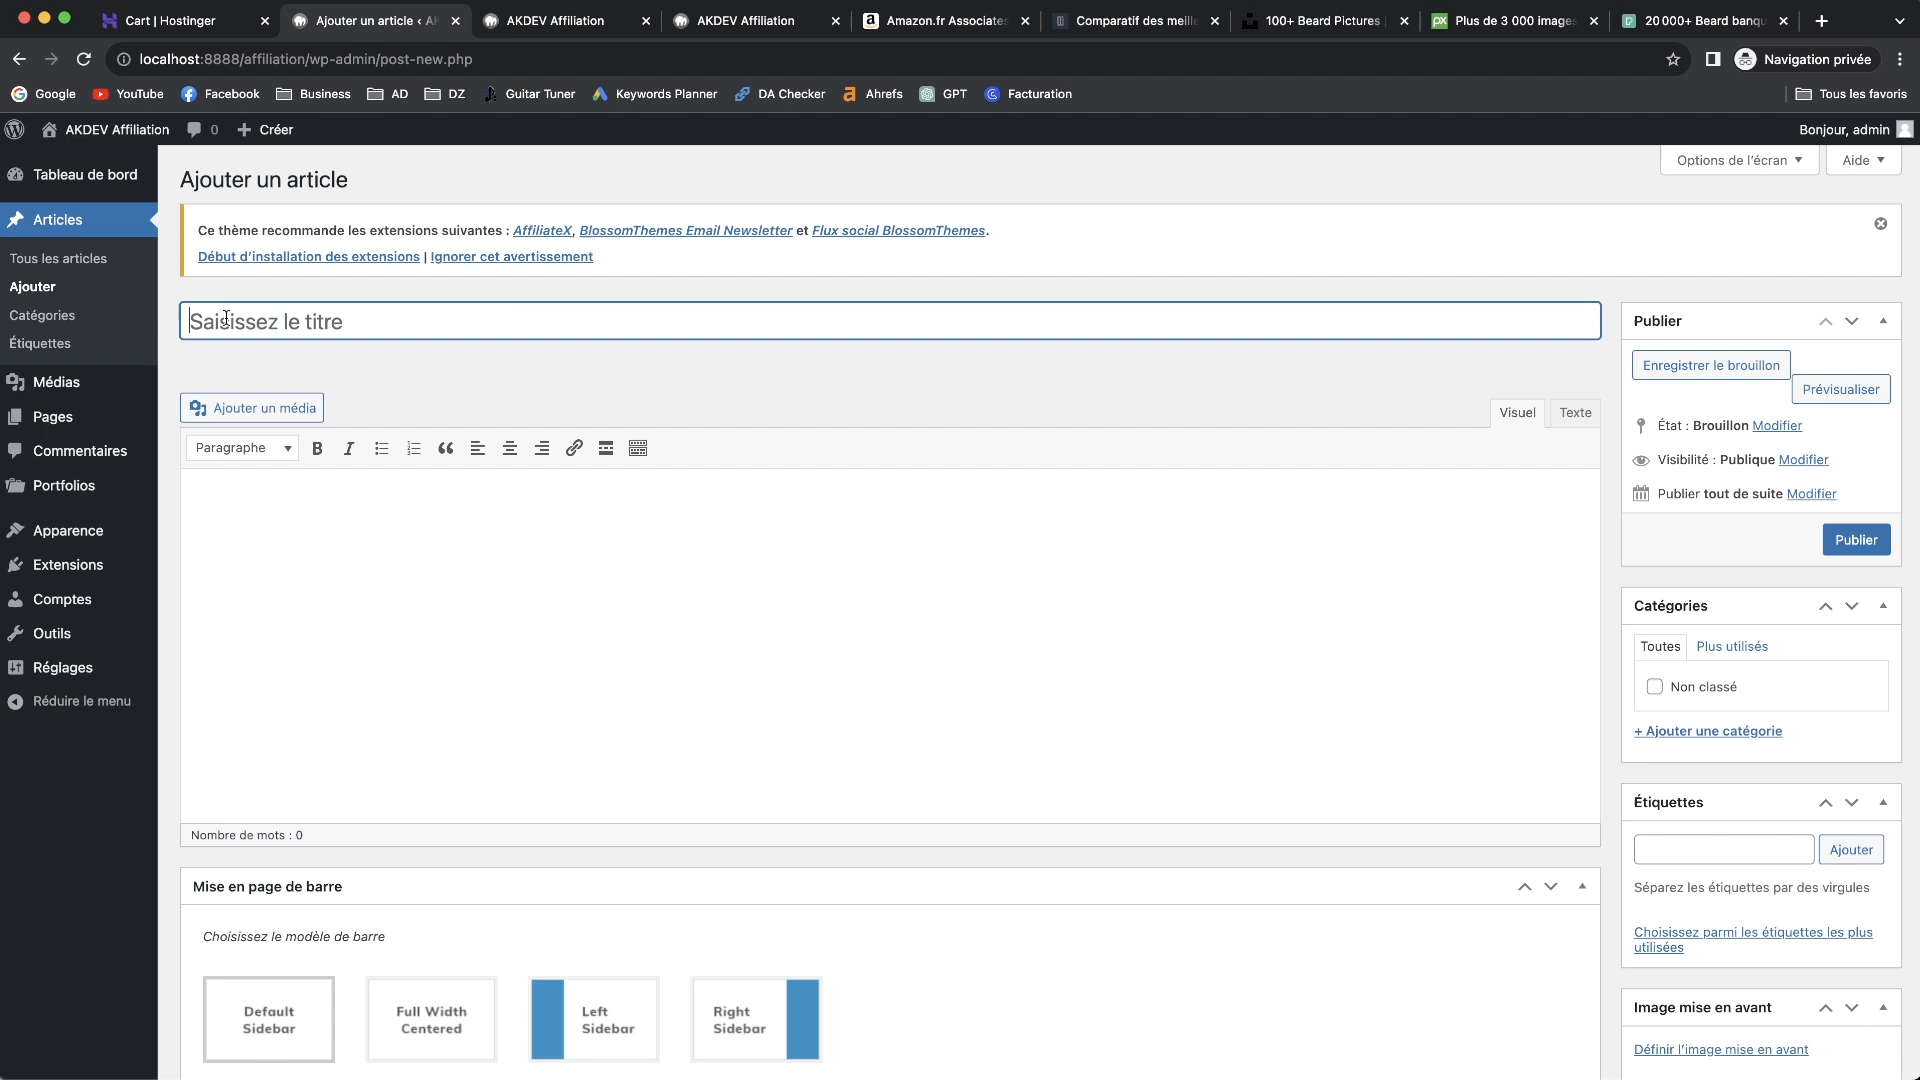 Cart | Hostinger
Ajouter un article ‹ AK
AKDEV Affiliation
AKDEV Affiliation
Amazon.fr Associates
Comparatif des meille
100+ Beard Pictures |
Plus de 3 000 images
20 000+ Beard banqu
localhost:8888/affiliation/wp-admin/post-new.php
Navigation privée
Google
YouTube
Facebook
Business
AD
DZ
Guitar Tuner
Keywords Planner
DA Checker
Ahrefs
GPT
Facturation
Tous les favoris
AKDEV Affiliation
0
Créer
Bonjour, admin
Tableau de bord
Articles
Tous les articles
Ajouter
Catégories
Étiquettes
Médias
Pages
Commentaires
Portfolios
Apparence
Extensions
Comptes
Outils
Réglages
Réduire le menu
Options de l'écran
Aide
Ajouter un article
Ce thème recommande les extensions suivantes : AffiliateX, BlossomThemes Email Newsletter et Flux social BlossomThemes.
Début d'installation des extensions | Ignorer cet avertissement
Saisissez le titre
Ajouter un média
Visuel
Texte
Paragraphe
Nombre de mots : 0
Mise en page de barre
Choisissez le modèle de barre
Default
Sidebar
Full Width
Centered
Left
Sidebar
Right
Sidebar
Publier
Enregistrer le brouillon
Prévisualiser
État : Brouillon Modifier
Visibilité : Publique Modifier
Publier tout de suite Modifier
Publier
Catégories
Toutes
Plus utilisés
Non classé
+ Ajouter une catégorie
Étiquettes
Ajouter
Séparez les étiquettes par des virgules
Choisissez parmi les étiquettes les plus
utilisées
Image mise en avant
Définir l'image mise en avant